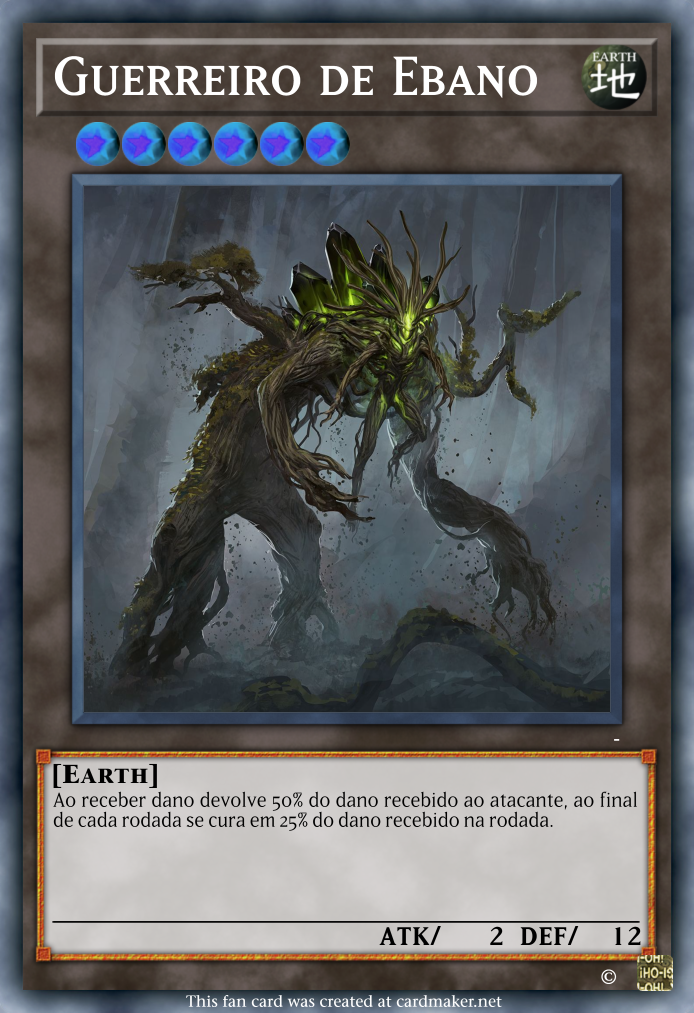 Guerreiro de Ebano
EARTH
地
[Earth]
Ao receber dano devolve 50% do dano recebido ao atacante, ao final
de cada rodada se cura em 25% do dano recebido na rodada.
ATK/ 2 DEF/ 12
©
This fan card was created at cardmaker.net